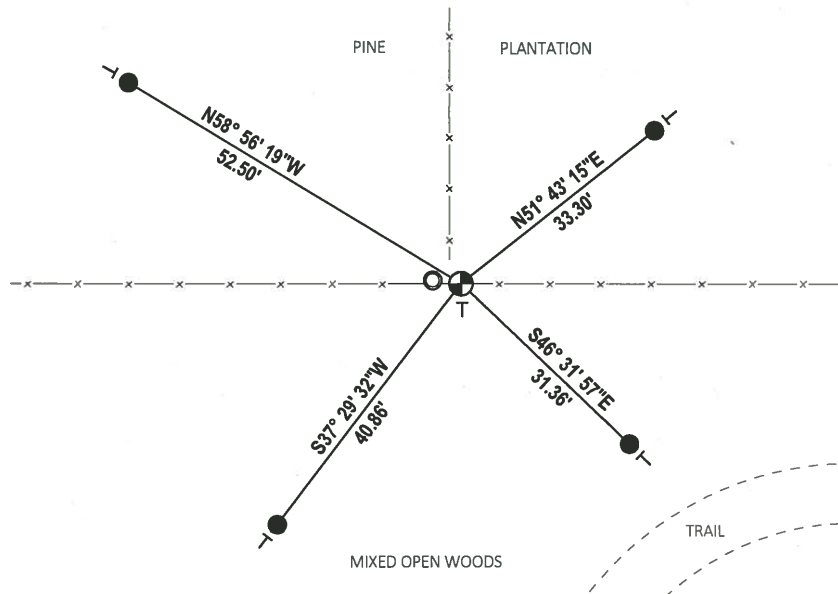 PINE
PLANTATION
N58° 56' 19"W
52.50'
N51° 43' 15"E
33.30'
T
T
T
S46° 31' 57"E
31.36'
S37° 29' 32"W
40.86'
T
T
TRAIL
MIXED OPEN WOODS